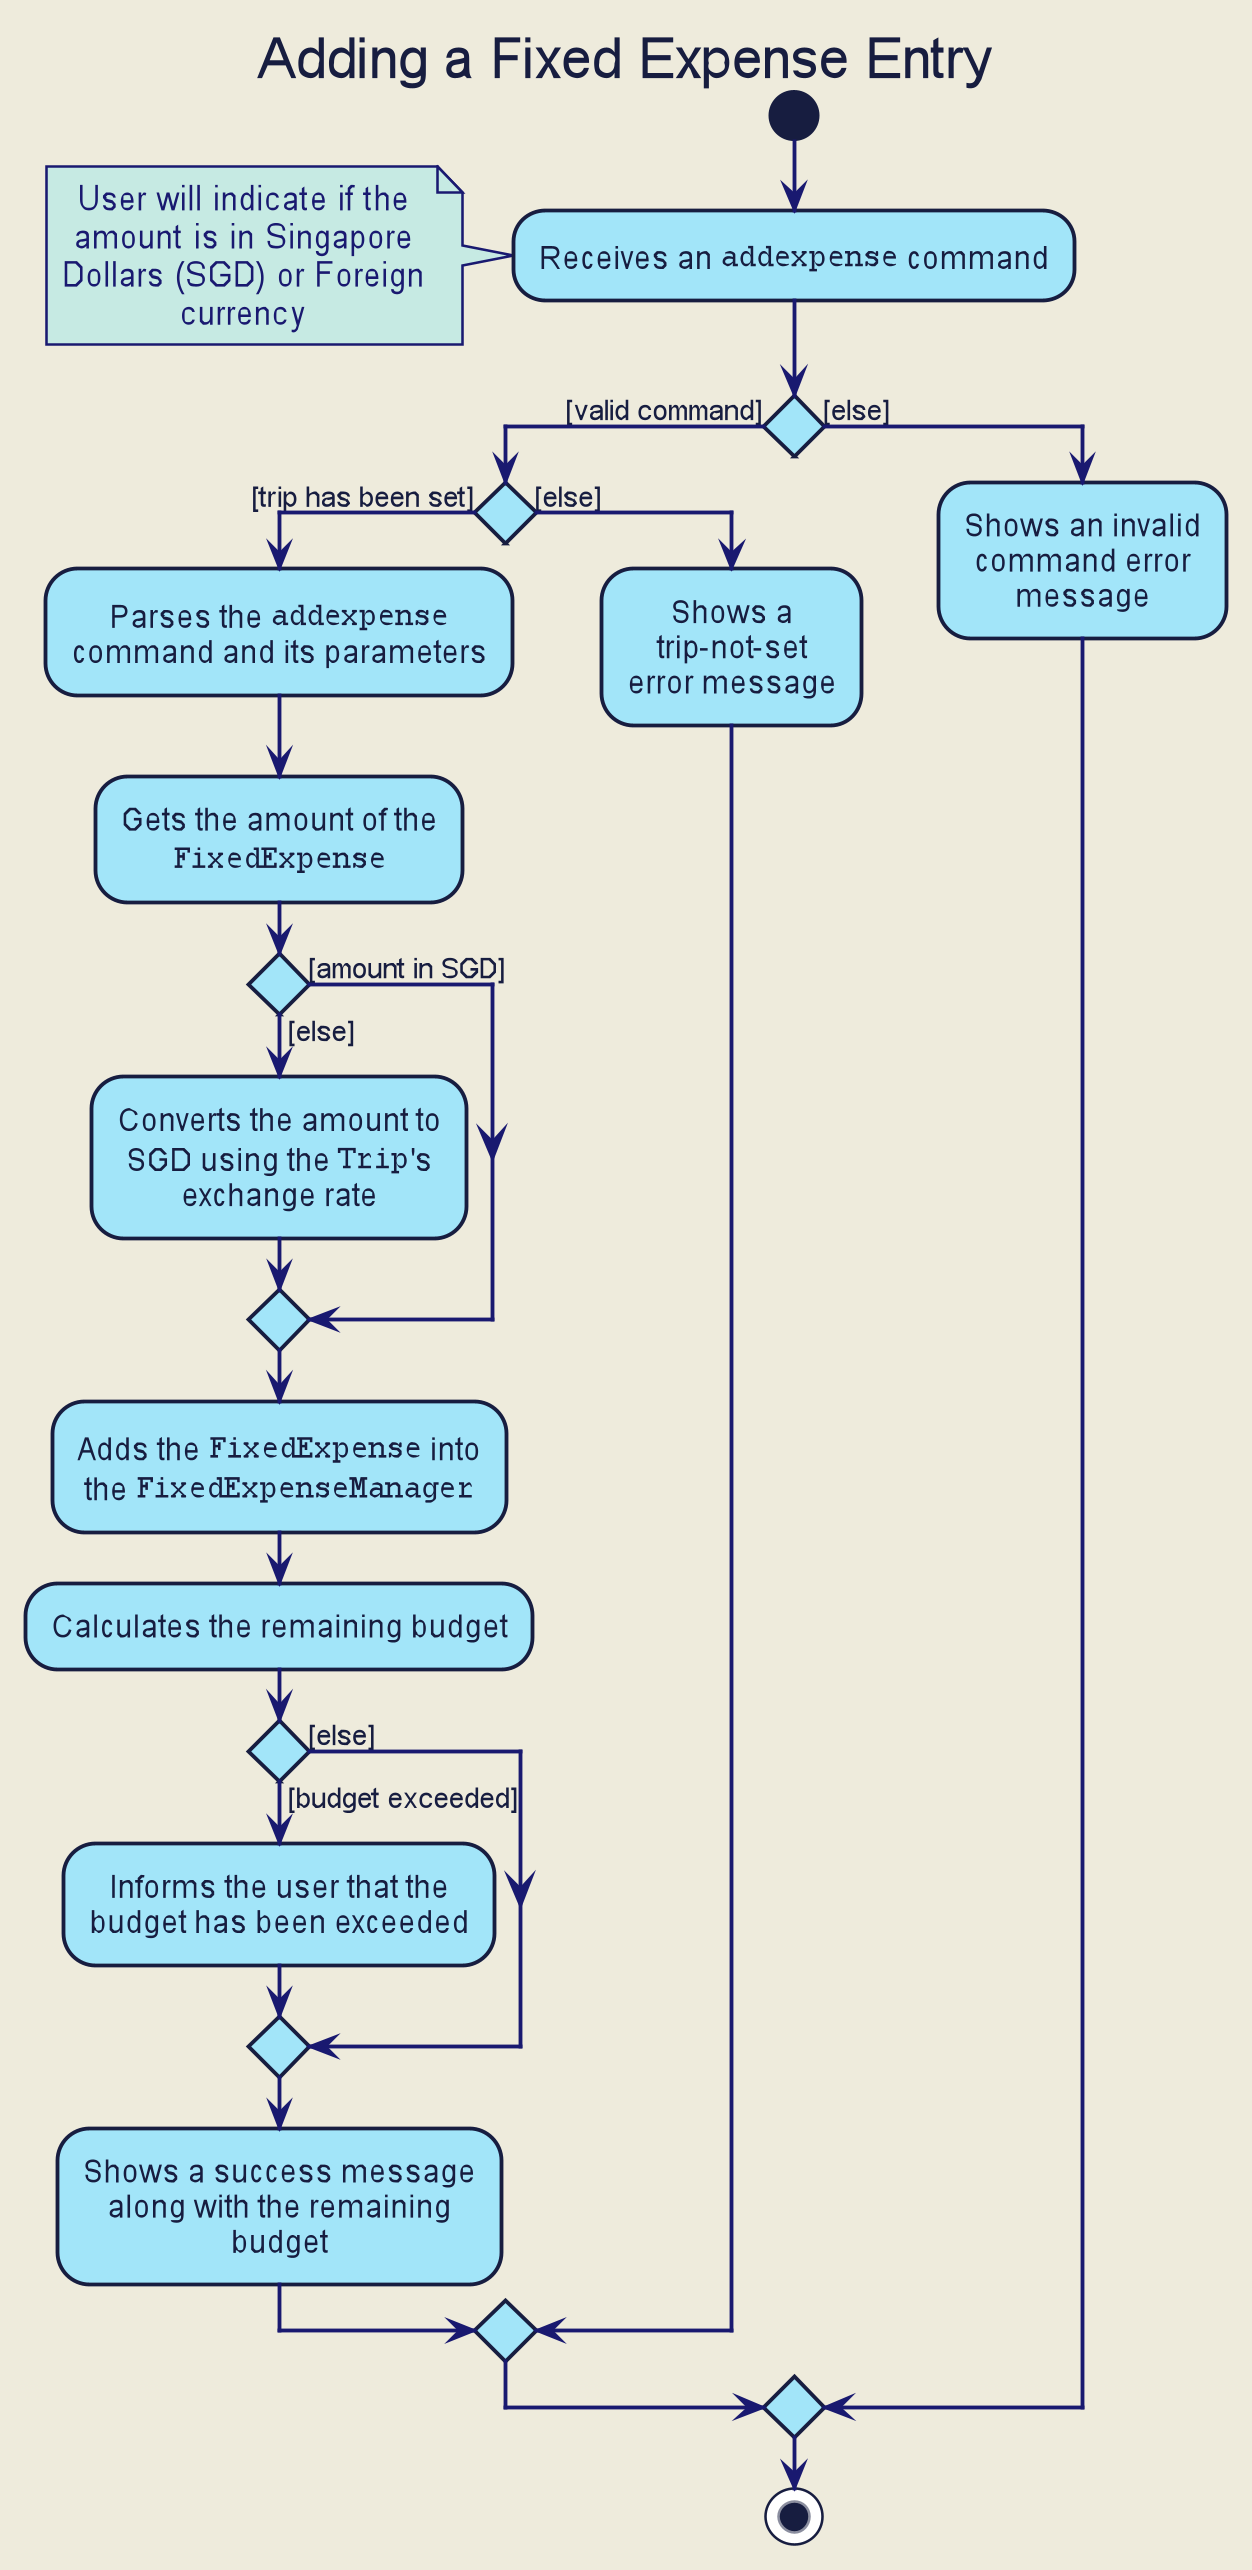 Adding a Fixed Expense Entry
User will indicate if the
amount is in Singapore
Dollars (SGD) or Foreign
currency
Receives an addexpense command
[valid command]
[else]
[trip has been set]
[else]
Shows an invalid
command error
message
Parses the addexpense
command and its parameters
Shows a
trip-not-set
error message
Gets the amount of the
FixedExpense
[amount in SGD]
[else]
Converts the amount to
SGD using the Trip's
exchange rate
Adds the FixedExpense into
the FixedExpenseManager
Calculates the remaining budget
[else]
[budget exceeded]
Informs the user that the
budget has been exceeded
Shows a success message
along with the remaining
budget